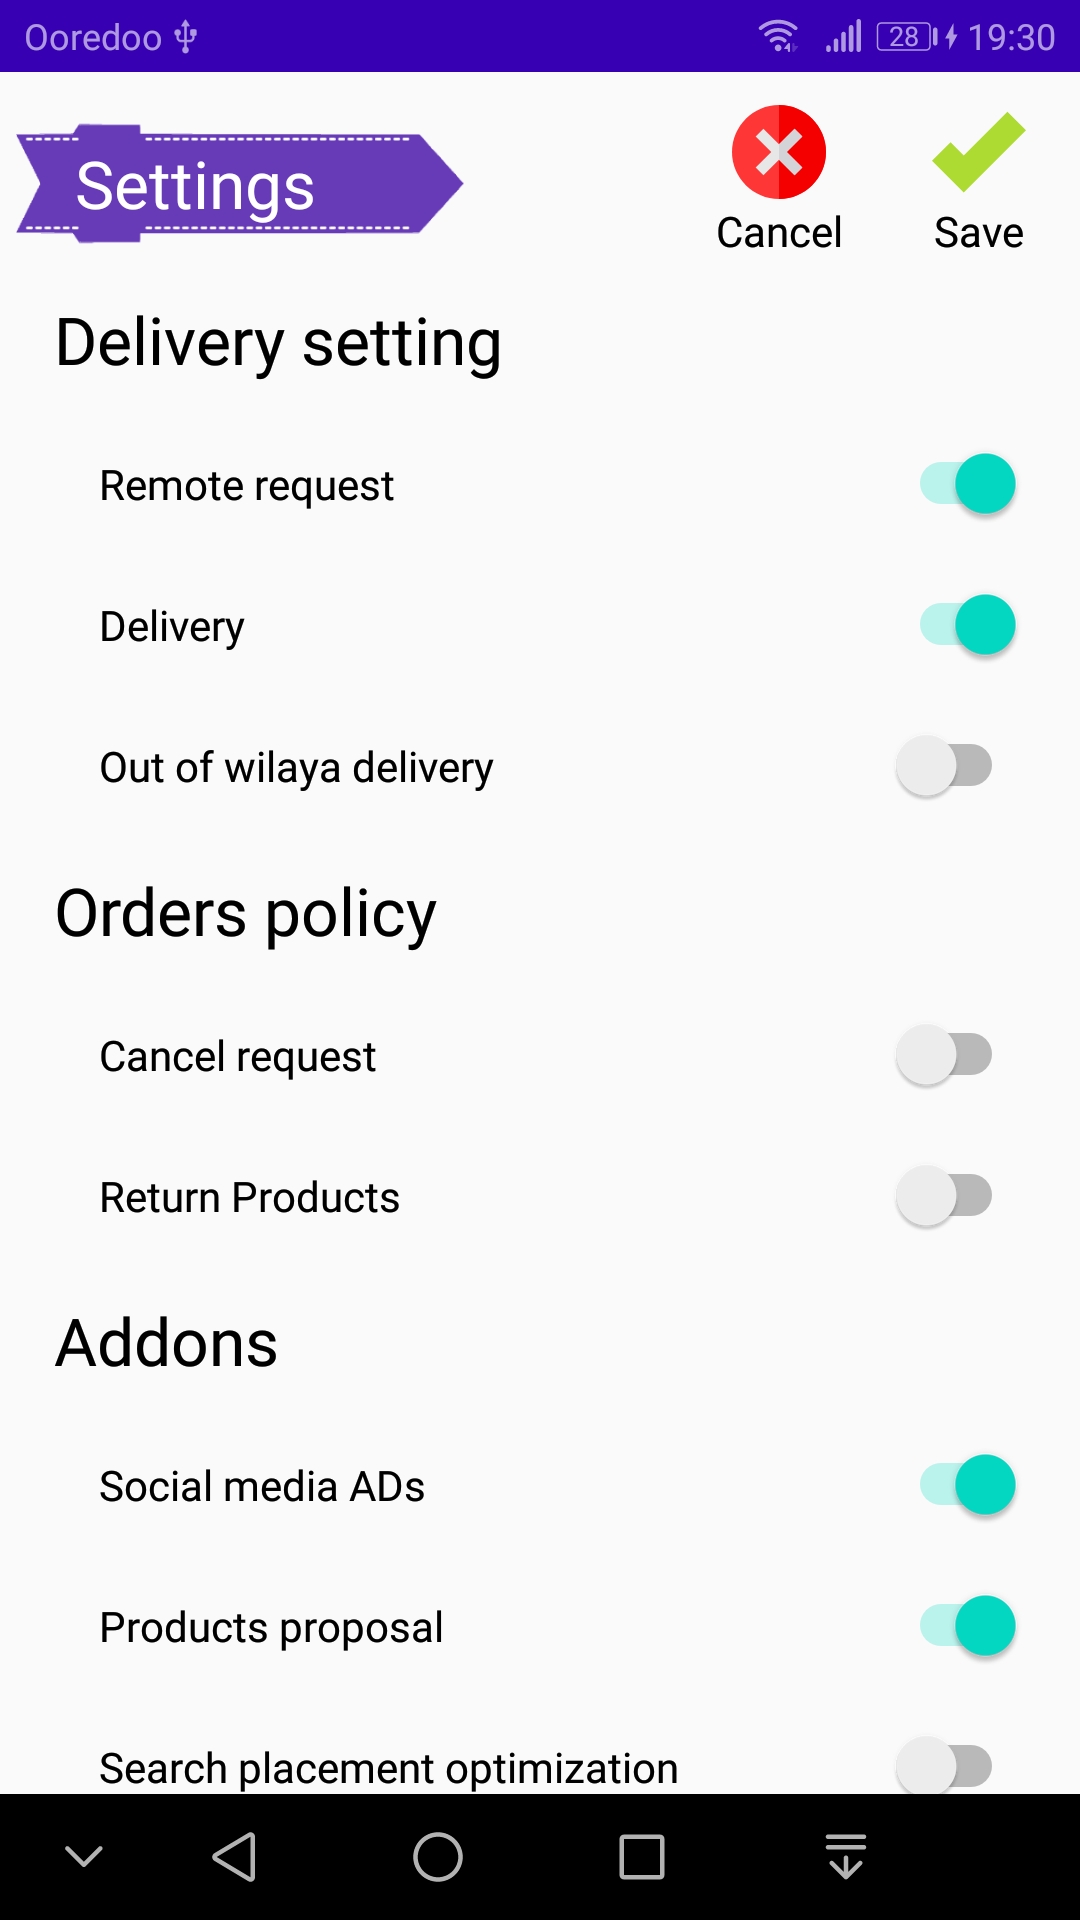 Ooredoo 28 19:30
Settings
Cancel Save
Delivery setting
Remote request
Delivery
Out of wilaya delivery
Orders policy
Cancel request
Return Products
Addons
Social media ADs
Products proposal
Search placement optimization